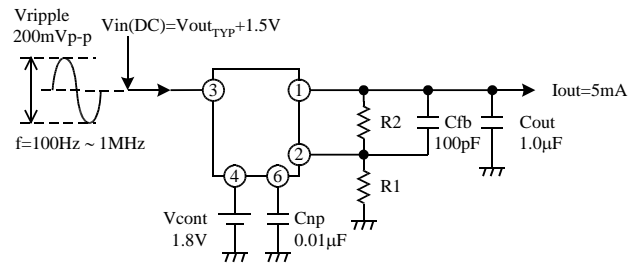 Vripple
200mVp-p
Vin(DC)=VoutTYP+1.5V
f=100Hz ~ 1MHz
3
1
2
4
6
R2
Cfb
100pF
Cout
1.0μF
Iout=5mA
R1
Vcont
1.8V
Cnp
0.01μF